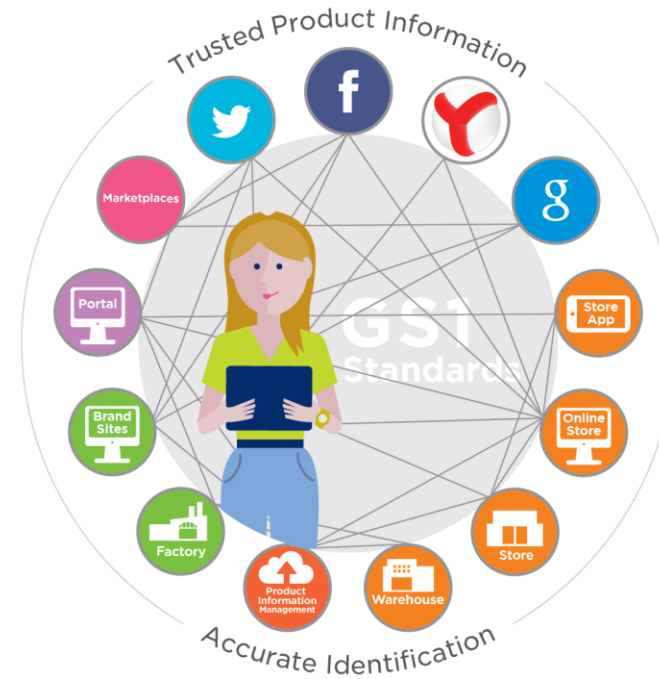 Trusted Product Information
f
g
Marketplaces
Portal
Store
App
GS1
Standards
Brand
Sites
Online
Store
Factory
Store
Product
Information
Management
Warehouse
Accurate Identification